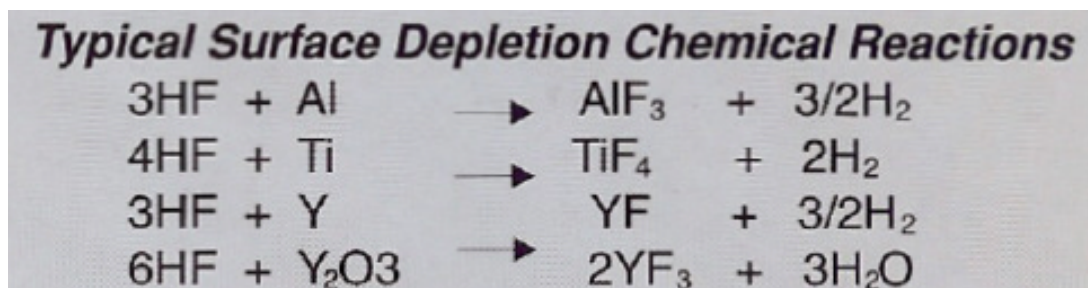 Typical Surface Depletion Chemical Reactions
3HF + Al → AlF₃ + 3/2H₂
4HF + Ti → TiF₄ + 2H₂
3HF + Y → YF + 3/2H₂
6HF + Y₂O3 → 2YF₃ + 3H₂O